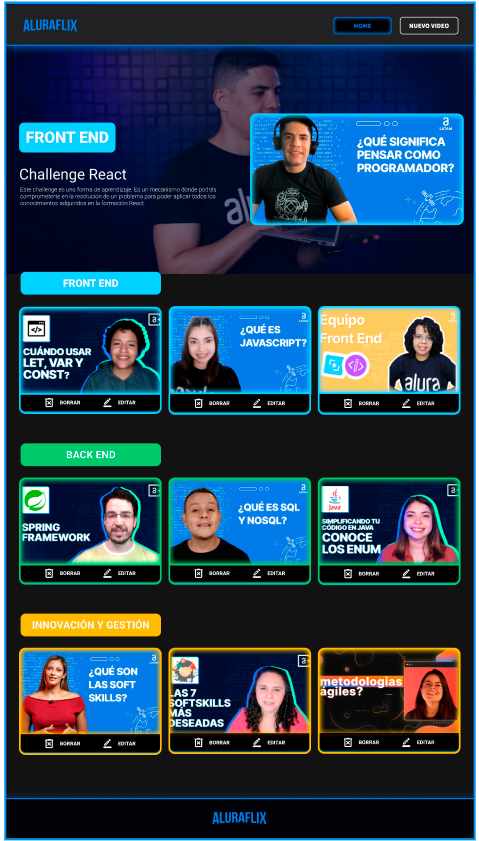 ALURAFLIX
HOME
NUEVO VIDEO
FRONT END
Challenge React
Este challenge es una forma de aprendizaje. Es un mecanismo donde podrás
comprometerte en la resolución de un problema para poder aplicar todos los
conocimientos adquiridos en la formación React.
a
LATAM
¿QUÉ SIGNIFICA
PENSAR COMO
PROGRAMADOR?
alu
FRONT END
</>
CUÁNDO USAR
LET, VAR Y
CONST?
a
BORRAR
EDITAR
¿QUÉ ES
JAVASCRIPT?
BORRAR
EDITAR
Equipo
Front End
alura
BORRAR
EDITAR
BACK END
SPRING
FRAMEWORK
a
BORRAR
EDITAR
¿QUÉ ES SQL
Y NOSQL?
BORRAR
EDITAR
Java
SIMPLIFICANDO TU
CÓDIGO EN JAVA
CONOCE
LOS ENUM
a
BORRAR
EDITAR
INNOVACIÓN Y GESTIÓN
¿QUÉ SON
LAS SOFT
SKILLS?
BORRAR
EDITAR
LAS 7
SOFTSKILLS
MÁS
DESEADAS
a
BORRAR
EDITAR
metodologías
ágiles?
BORRAR
EDITAR
ALURAFLIX